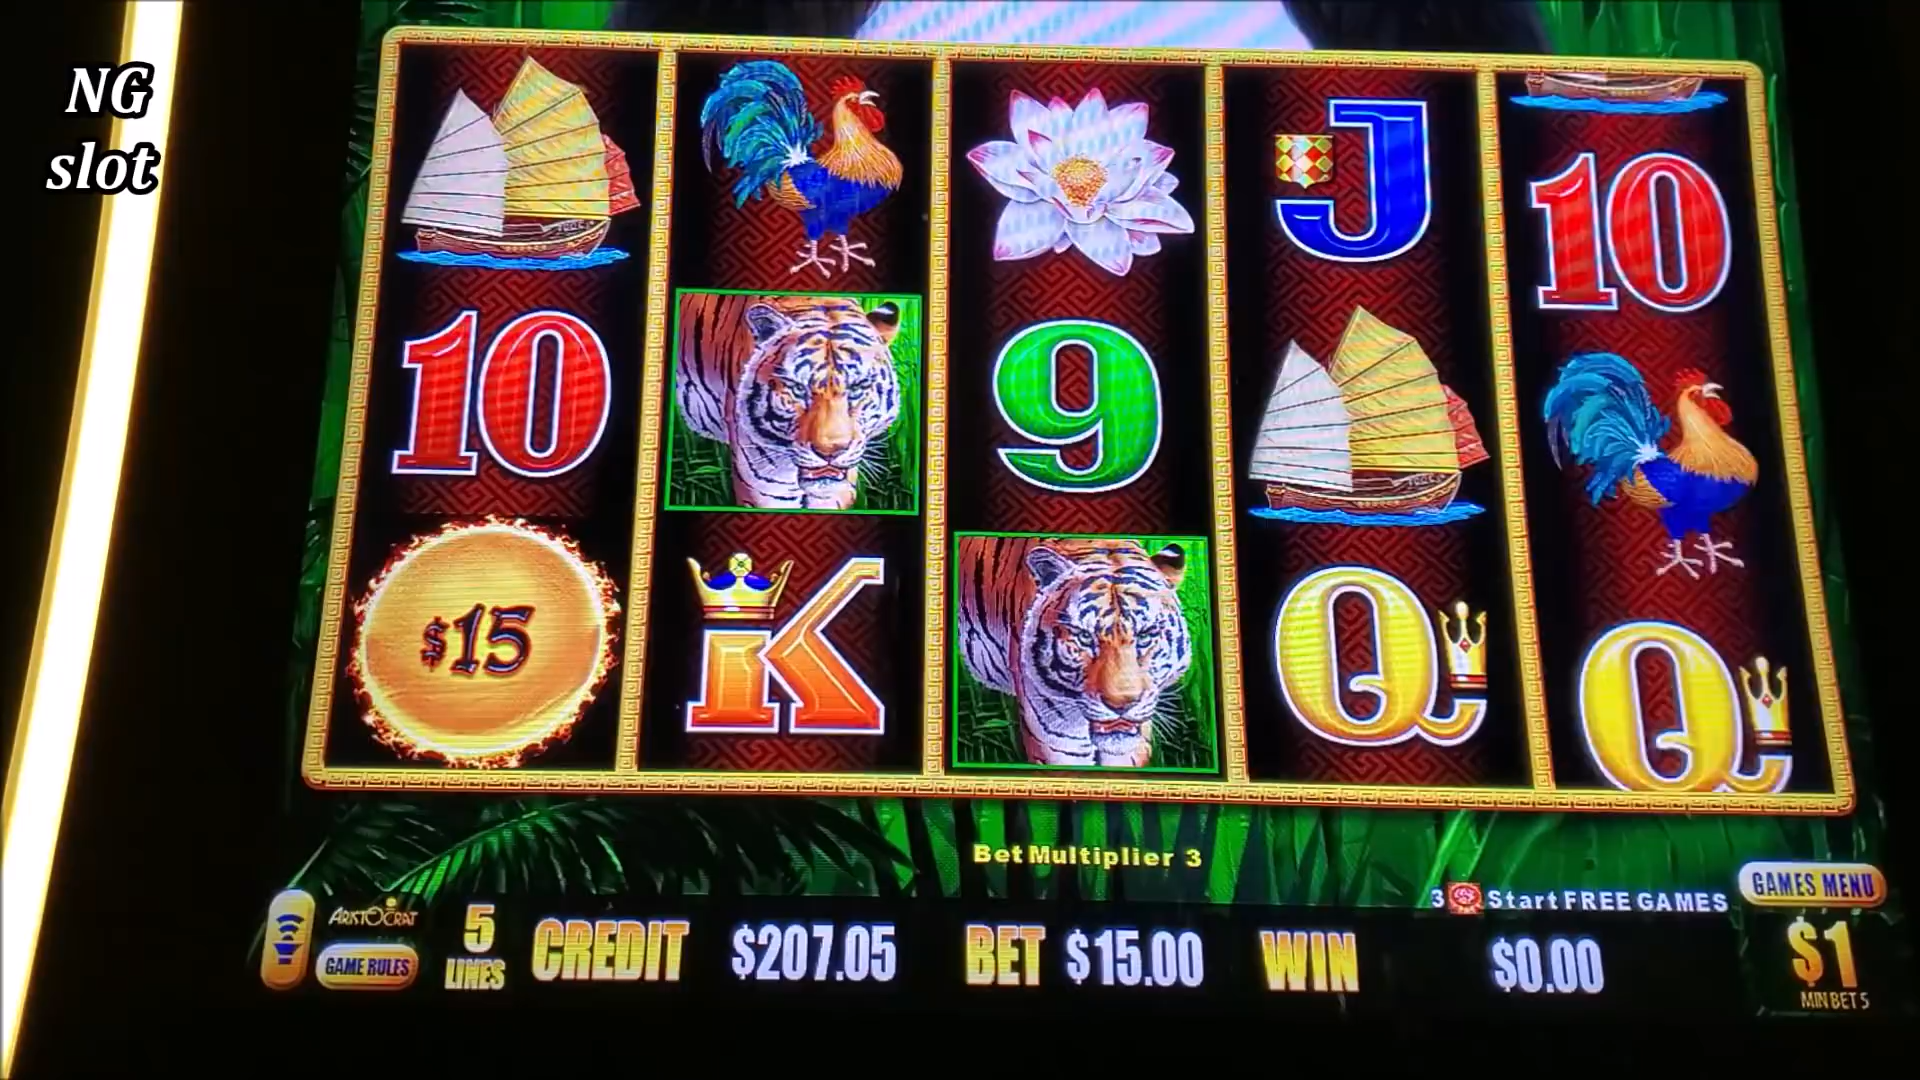 NG
slot
J
10
10
9
$15
K
Q
Q
Bet Multiplier 3
3 Start FREE GAMES
GAMES MENU
ARISTOCRAT
GAME RULES
5
LINES
CREDIT $207.05
BET $15.00
WIN $0.00
$1
MIN BET 5